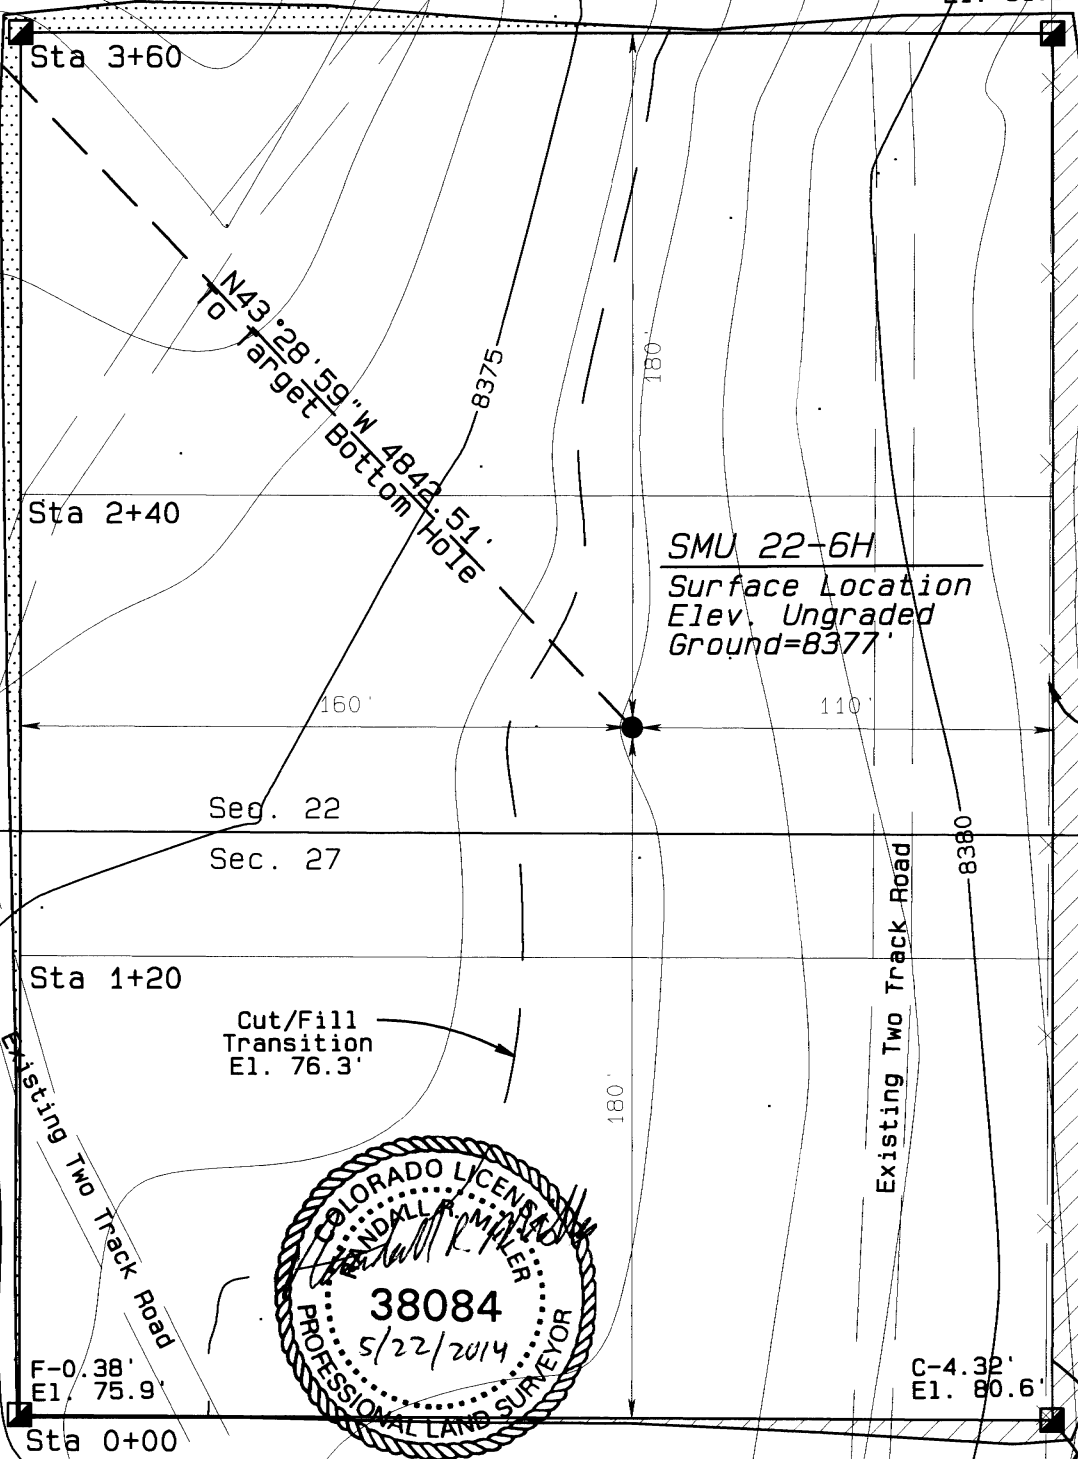 Sta 3+60
N43°28'59"W 4842.51'
To Target Bottom Hole
8375
180'
Sta 2+40
SMU 22-6H
Surface Location
Elev. Ungraded
Ground=8377'
160'
110'
Sec. 22
Sec. 27
8380
Existing Two Track Road
Sta 1+20
Cut/Fill
Transition
El. 76.3'
180'
Existing Two Track Road
COLORADO LICENSED
RANDALL R. MILLER
38084
5/22/2014
PROFESSIONAL LAND SURVEYOR
F-0.38'
El. 75.9'
C-4.32'
El. 80.6'
Sta 0+00